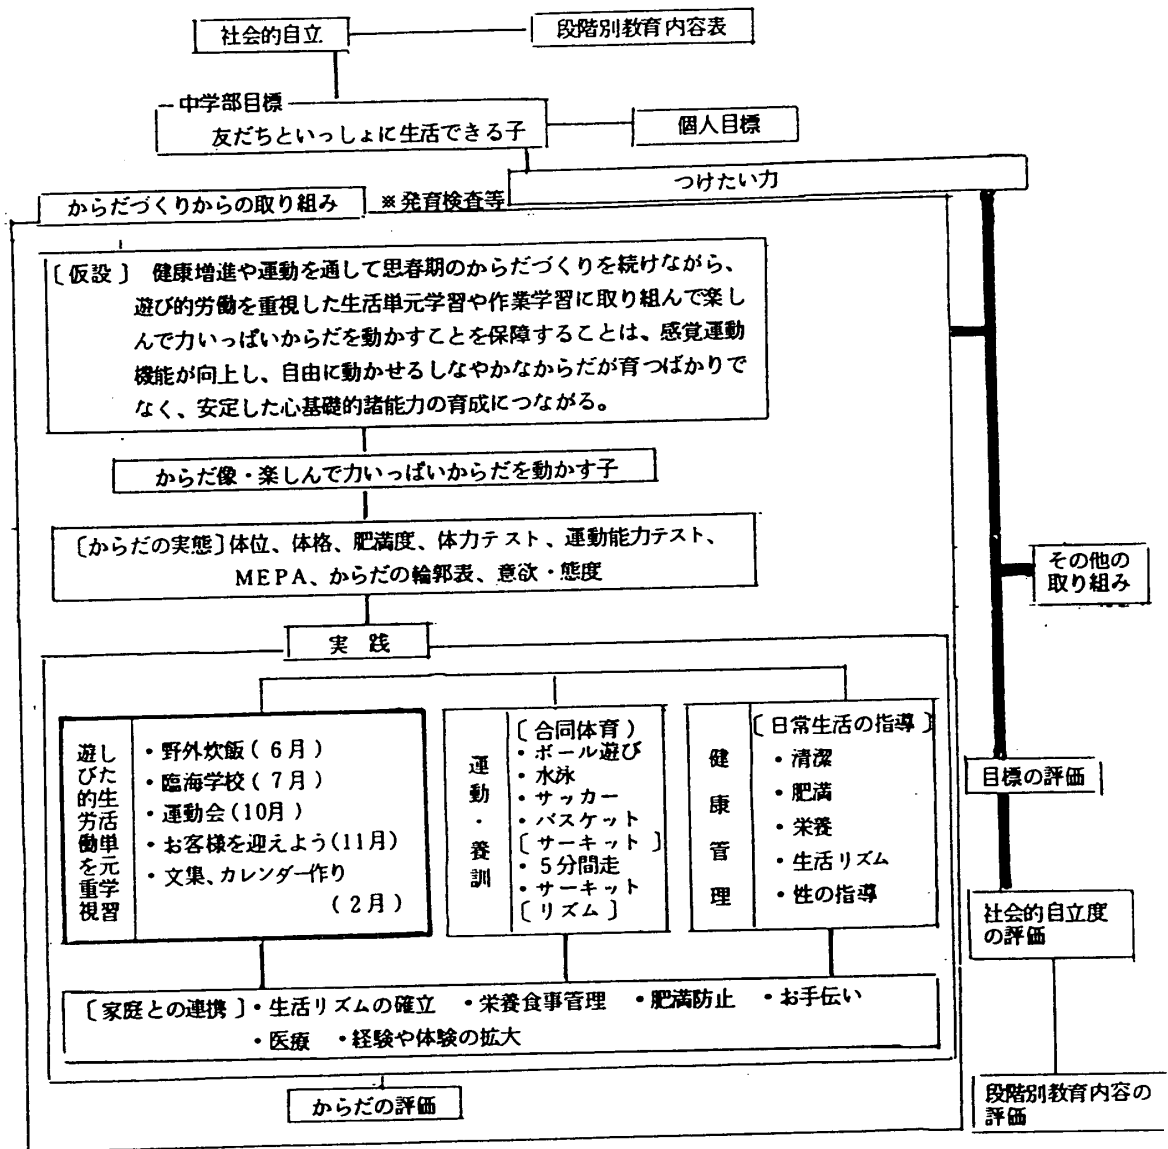 社会的自立
段階別教育内容表
中学部目標
友だちといっしょに生活できる子
個人目標
つけたい力
からだづくりからの取り組み
※発育検査等
〔仮設〕 健康増進や運動を通して思春期のからだづくりを続けながら、
遊び的労働を重視した生活単元学習や作業学習に取り組んで楽し
んで力いっぱいからだを動かすことを保障することは、感覚運動
機能が向上し、自由に動かせるしなやかなからだが育つばかりで
なく、安定した心基礎的諸能力の育成につながる。
からだ像・楽しんで力いっぱいからだを動かす子
〔からだの実態〕体位、体格、肥満度、体力テスト、運動能力テスト、
MEPA、からだの輪郭表、意欲・態度
その他の
取り組み
実 践
遊び的労働を重視
した生活単元学習
・野外炊飯(6月)
・臨海学校(7月)
・運動会(10月)
・お客様を迎えよう(11月)
・文集、カレンダー作り
(2月)
運動・養訓
〔合同体育)
・ボール遊び
・水泳
・サッカー
・バスケット
〔サーキット〕
・5分間走
・サーキット
〔リズム〕
健康管理
〔日常生活の指導〕
・清潔
・肥満
・栄養
・生活リズム
・性の指導
目標の評価
社会的自立度
の評価
〔家庭との連携〕・生活リズムの確立 ・栄養食事管理 ・肥満防止 ・お手伝い
・医療 ・経験や体験の拡大
からだの評価
段階別教育内容の
評価